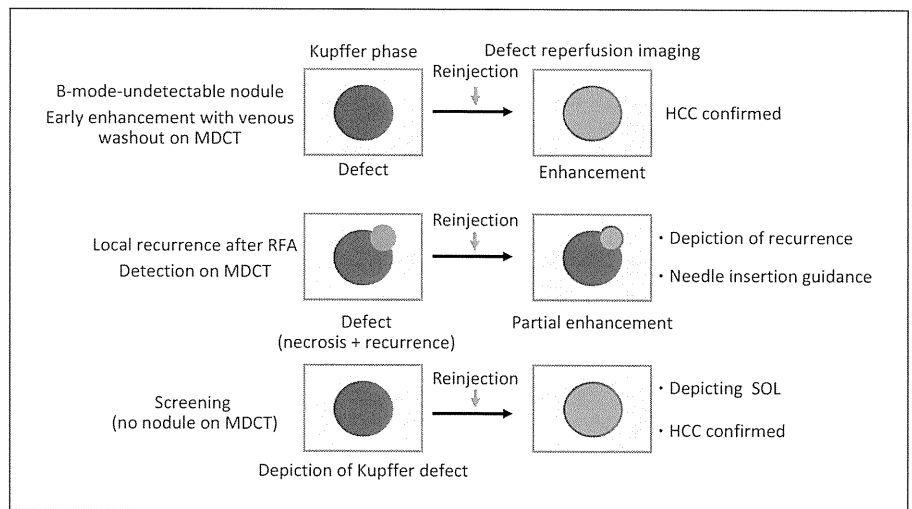 Kupffer phase
Defect reperfusion imaging
Reinjection
B-mode-undetectable nodule
Early enhancement with venous
washout on MDCT
HCC confirmed
Defect
Enhancement
Reinjection
Local recurrence after RFA
Detection on MDCT
・Depiction of recurrence
・Needle insertion guidance
Defect
(necrosis + recurrence)
Partial enhancement
Reinjection
Screening
(no nodule on MDCT)
・Depicting SOL
・HCC confirmed
Depiction of Kupffer defect